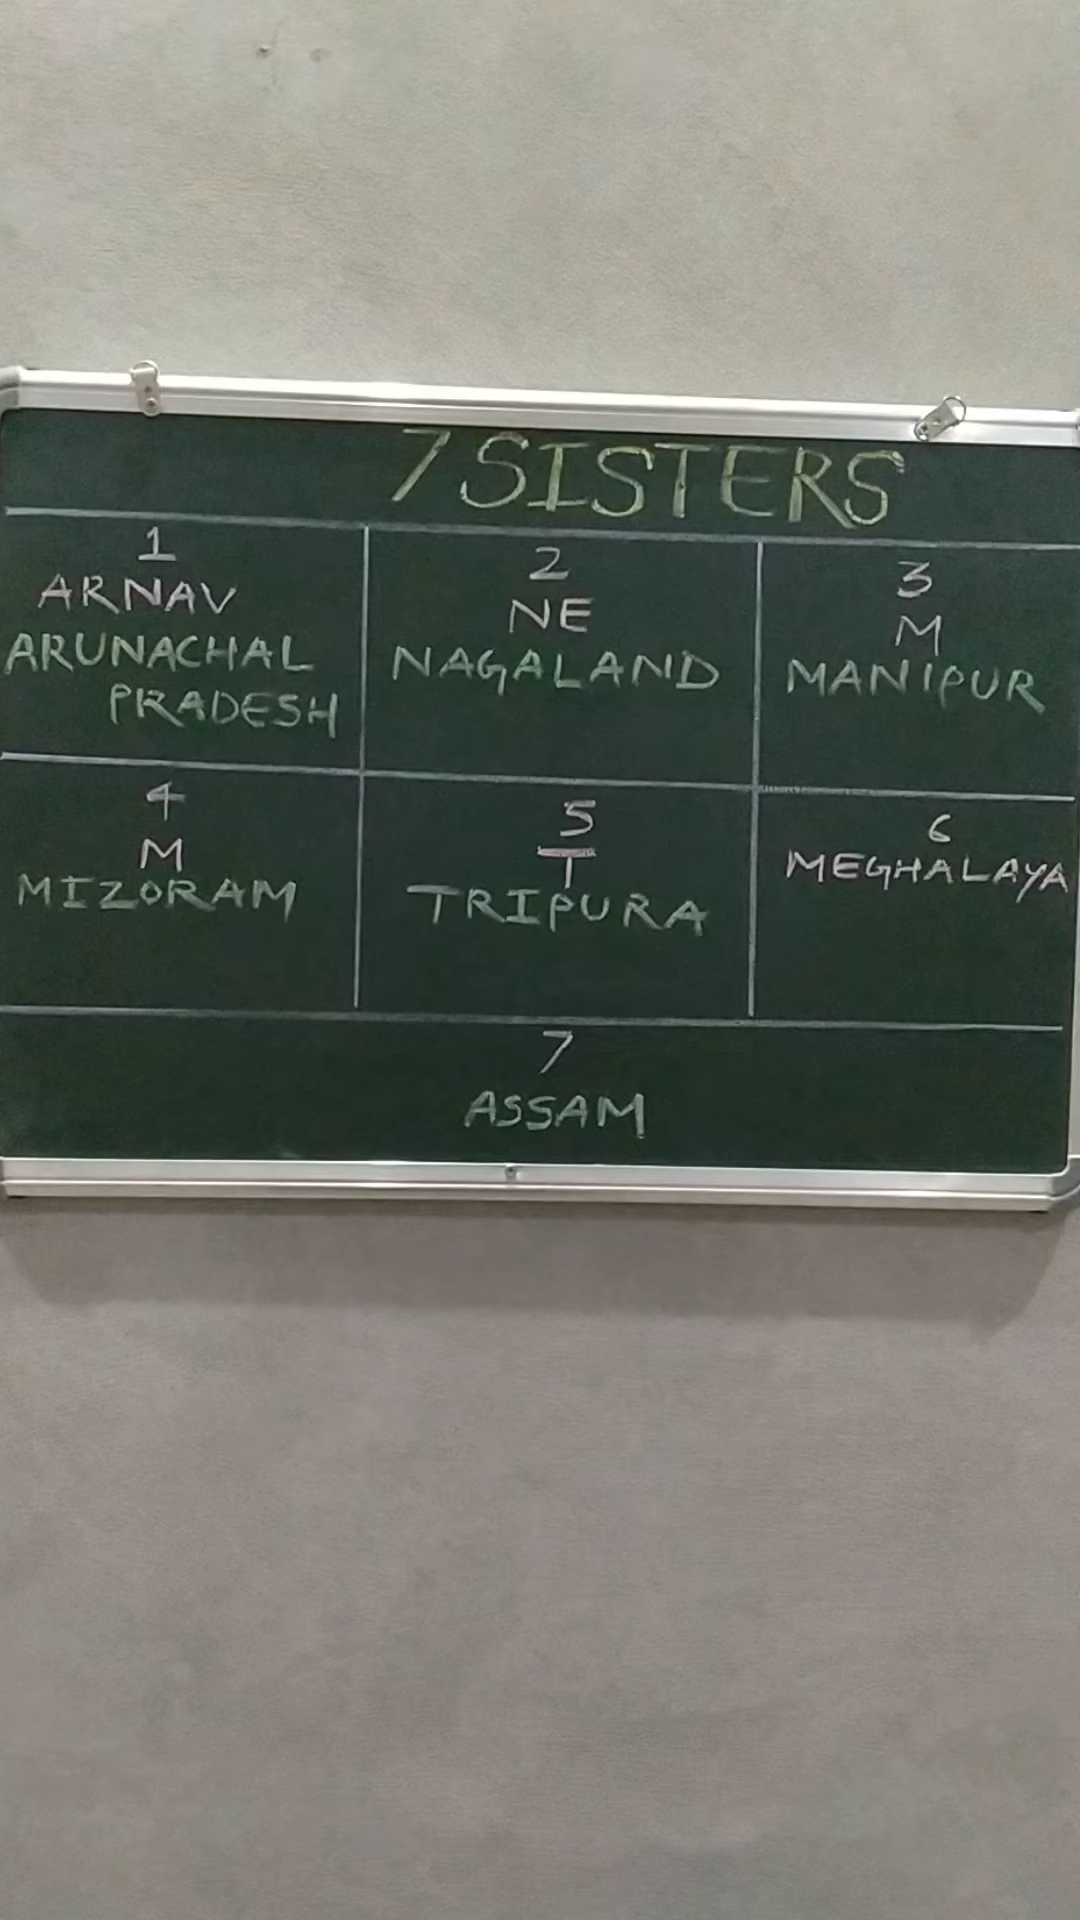 7 SISTERS
1
ARNAV
ARUNACHAL
PRADESH
2
NE
NAGALAND
3
M
MANIPUR
4
M
MIZORAM
5
T
TRIPURA
6
MEGHALAYA
7
ASSAM